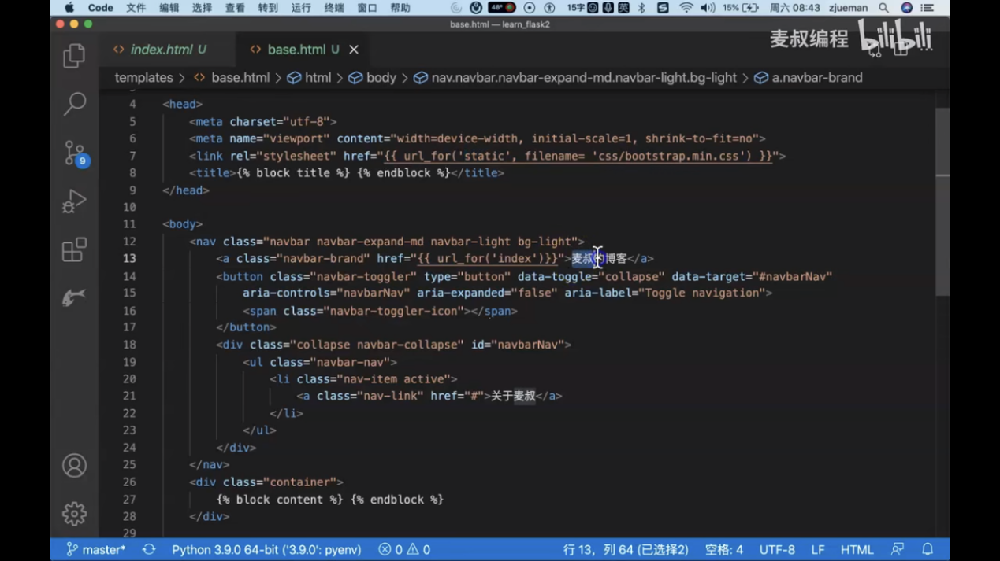 Code 文件 编辑 选择 查看 转到 运行 终端 窗口 帮助 48° 15字 英 15% 周六 08:43 zjueman
base.html — learn_flask2
麦叔编程 bilibili
index.html U base.html U
templates > base.html > html > body > nav.navbar.navbar-expand-md.navbar-light.bg-light > a.navbar-brand
4 <head>
5 <meta charset="utf-8">
6 <meta name="viewport" content="width=device-width, initial-scale=1, shrink-to-fit=no">
7 <link rel="stylesheet" href="{{ url_for('static', filename= 'css/bootstrap.min.css') }}">
8 <title>{% block title %} {% endblock %}</title>
9 </head>
10
11 <body>
12 <nav class="navbar navbar-expand-md navbar-light bg-light">
13 <a class="navbar-brand" href="{{ url_for('index')}}">麦叔的博客</a>
14 <button class="navbar-toggler" type="button" data-toggle="collapse" data-target="#navbarNav"
15 aria-controls="navbarNav" aria-expanded="false" aria-label="Toggle navigation">
16 <span class="navbar-toggler-icon"></span>
17 </button>
18 <div class="collapse navbar-collapse" id="navbarNav">
19 <ul class="navbar-nav">
20 <li class="nav-item active">
21 <a class="nav-link" href="#">关于麦叔</a>
22 </li>
23 </ul>
24 </div>
25 </nav>
26 <div class="container">
27 {% block content %} {% endblock %}
28 </div>
29
9
master* Python 3.9.0 64-bit ('3.9.0': pyenv) 0 0 行 13，列 64 (已选择2) 空格: 4 UTF-8 LF HTML